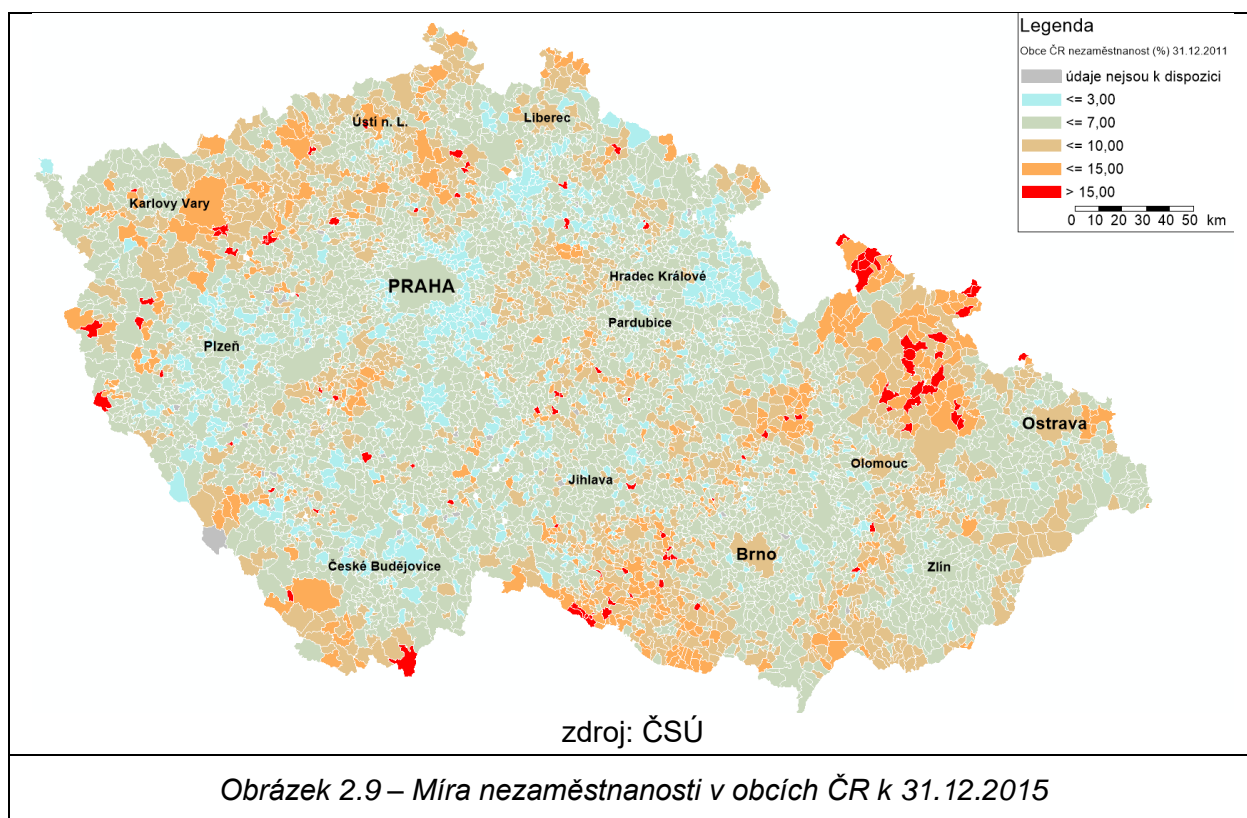 Legenda
Obce ČR nezaměstnanost (%) 31.12.2011
údaje nejsou k dispozici
<= 3,00
<= 7,00
<= 10,00
<= 15,00
> 15,00
0 10 20 30 40 50 km
Ústí n. L.
Liberec
Karlovy Vary
Hradec Králové
PRAHA
Pardubice
Plzeň
Ostrava
Olomouc
Jihlava
Brno
České Budějovice
Zlín
zdroj: ČSÚ
Obrázek 2.9 – Míra nezaměstnanosti v obcích ČR k 31.12.2015